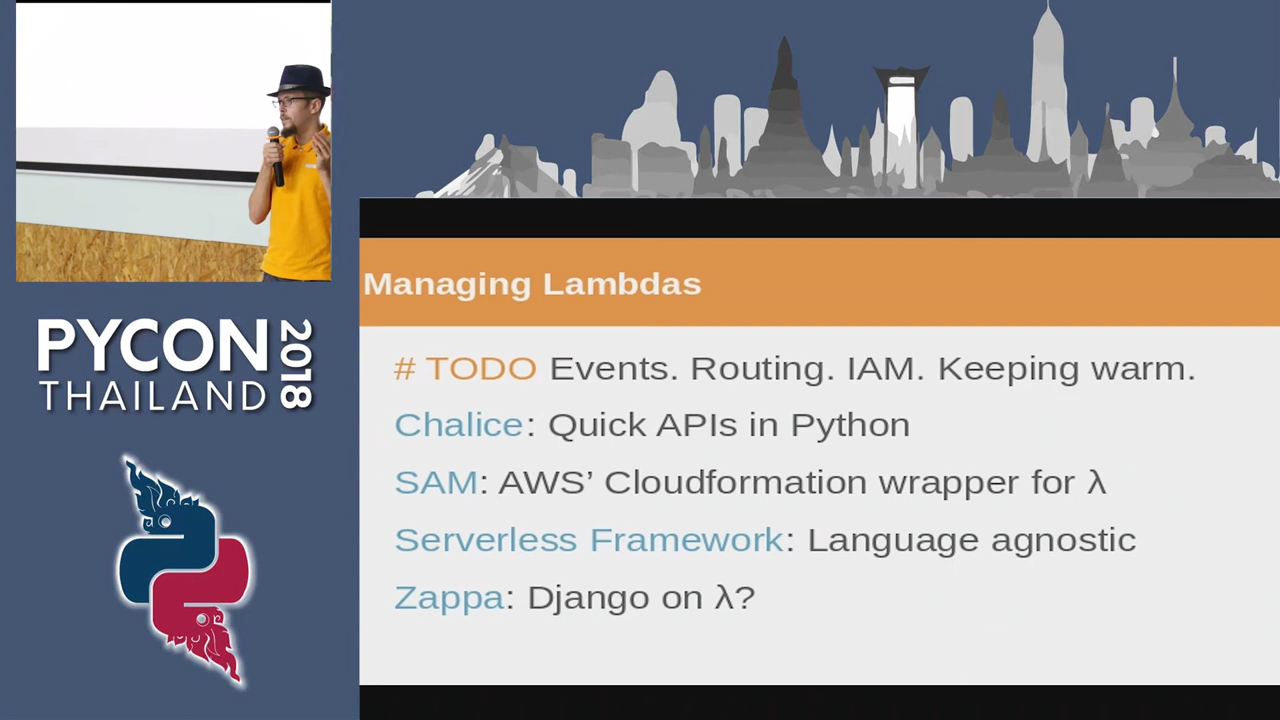 PYCON
THAILAND
2018
Managing Lambdas
# TODO Events. Routing. IAM. Keeping warm.
Chalice: Quick APIs in Python
SAM: AWS’ Cloudformation wrapper for λ
Serverless Framework: Language agnostic
Zappa: Django on λ?